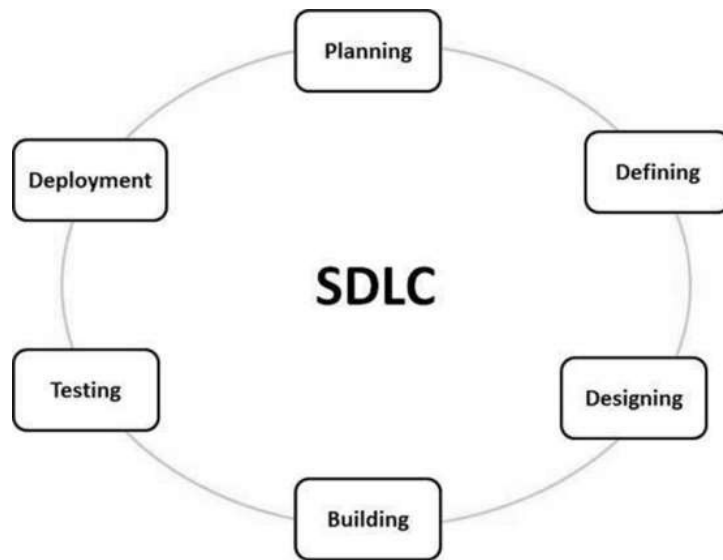 Planning
Defining
Designing
Building
Testing
Deployment
SDLC